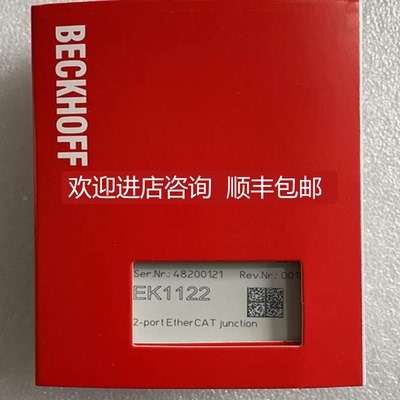 BECKHOFF
欢迎进店咨询 顺丰包邮
Ser.Nr.: 48200121 Rev.Nr.: 001
EK1122
2-port EtherCAT junction